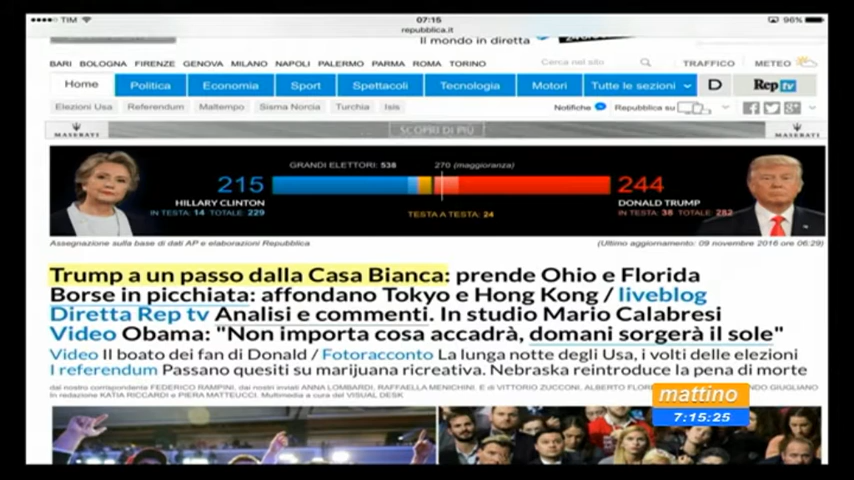 TIM
07:15
96%
repubblica.it
Il mondo in diretta
BARI BOLOGNA FIRENZE GENOVA MILANO NAPOLI PALERMO PARMA ROMA TORINO
Cerca nel sito
TRAFFICO
METEO
Home Politica Economia Sport Spettacoli Tecnologia Motori Tutte le sezioni D Rep tv
Elezioni Usa Referendum Maltempo Sisma Norcia Turchia Isis
Notifiche Repubblica su
MASERATI
SCOPRI DI PIÙ
MASERATI
GRANDI ELETTORI: 538
270 (maggioranza)
215
244
HILLARY CLINTON
DONALD TRUMP
IN TESTA: 14 TOTALE: 229
TESTA A TESTA: 24
IN TESTA: 38 TOTALE: 282
Assegnazione sulla base di dati AP e elaborazioni Repubblica
(Ultimo aggiornamento: 09 novembre 2016 ore 06:29)
Trump a un passo dalla Casa Bianca: prende Ohio e Florida
Borse in picchiata: affondano Tokyo e Hong Kong / liveblog
Diretta Rep tv Analisi e commenti. In studio Mario Calabresi
Video Obama: "Non importa cosa accadrà, domani sorgerà il sole"
Video Il boato dei fan di Donald / Fotoracconto La lunga notte degli Usa, i volti delle elezioni
I referendum Passano quesiti su marijuana ricreativa. Nebraska reintroduce la pena di morte
dal nostro corrispondente FEDERICO RAMPINI, dai nostri inviati ANNA LOMBARDI, RAFFAELLA MENICHINI. E di VITTORIO ZUCCONI, ALBERTO GIUGLIANO
In redazione KATIA RICCARDI e PIERA MATTEUCCI. Multimedia a cura del VISUAL DESK
mattino
7:15:25